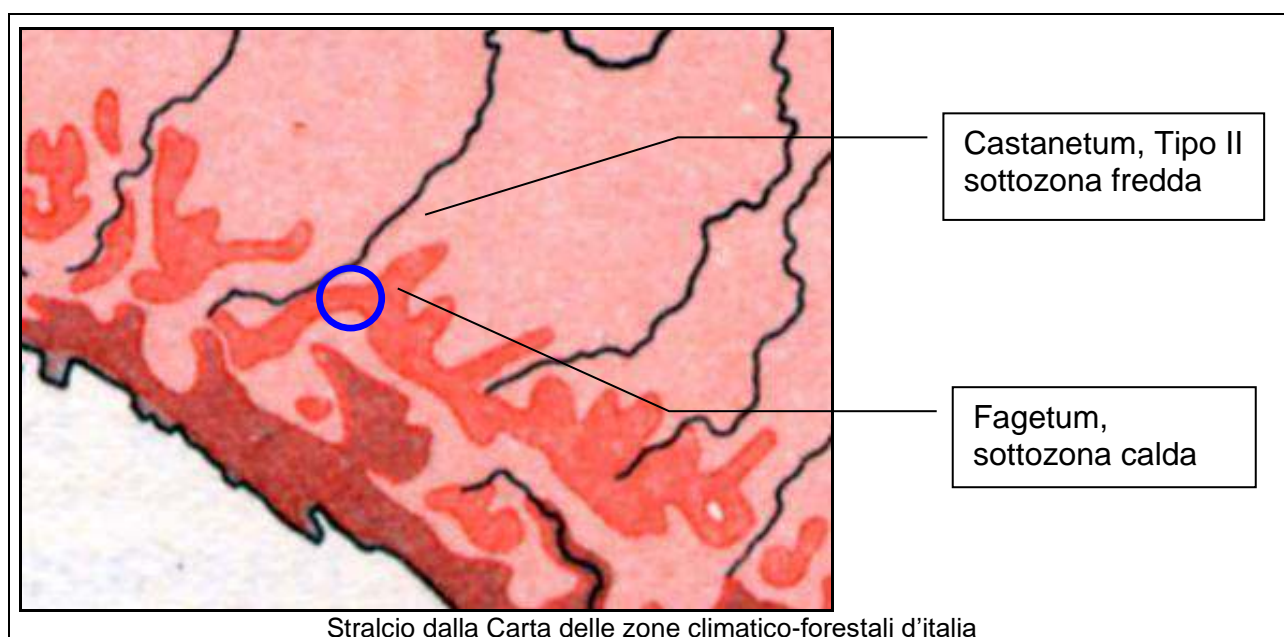 Castanetum, Tipo II
sottozona fredda
Fagetum,
sottozona calda
Stralcio dalla Carta delle zone climatico-forestali d'italia